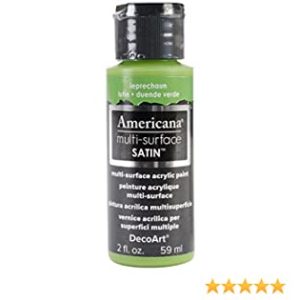 leprechaun
lutin • duende verde
Americana®
multi-surface
SATIN™
multi-surface acrylic paint
peinture acrylique
multi-surface
pintura acrílica multisuperficie
vernice acrilica per
superfici multiple
DecoArt®
2 fl. oz. 59 ml